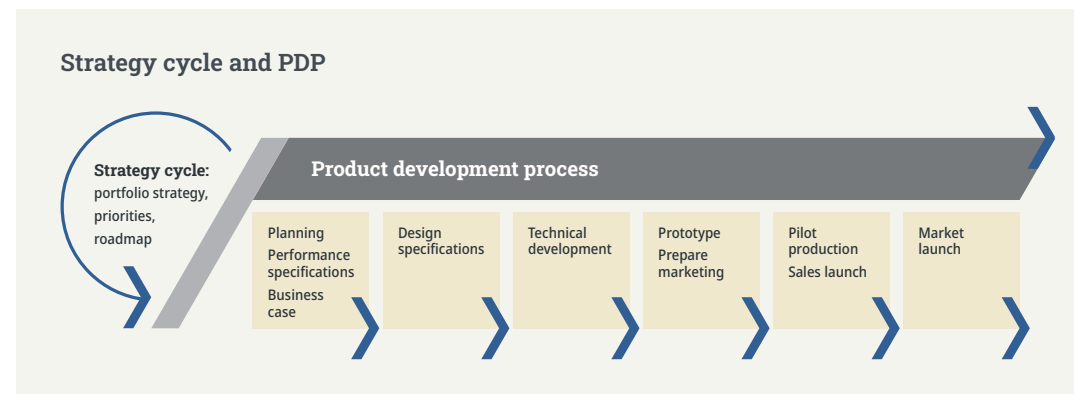 Strategy cycle and PDP
Strategy cycle:
portfolio strategy,
priorities,
roadmap
Product development process
Planning
Performance
specifications
Business
case
Design
specifications
Technical
development
Prototype
Prepare
marketing
Pilot
production
Sales launch
Market
launch